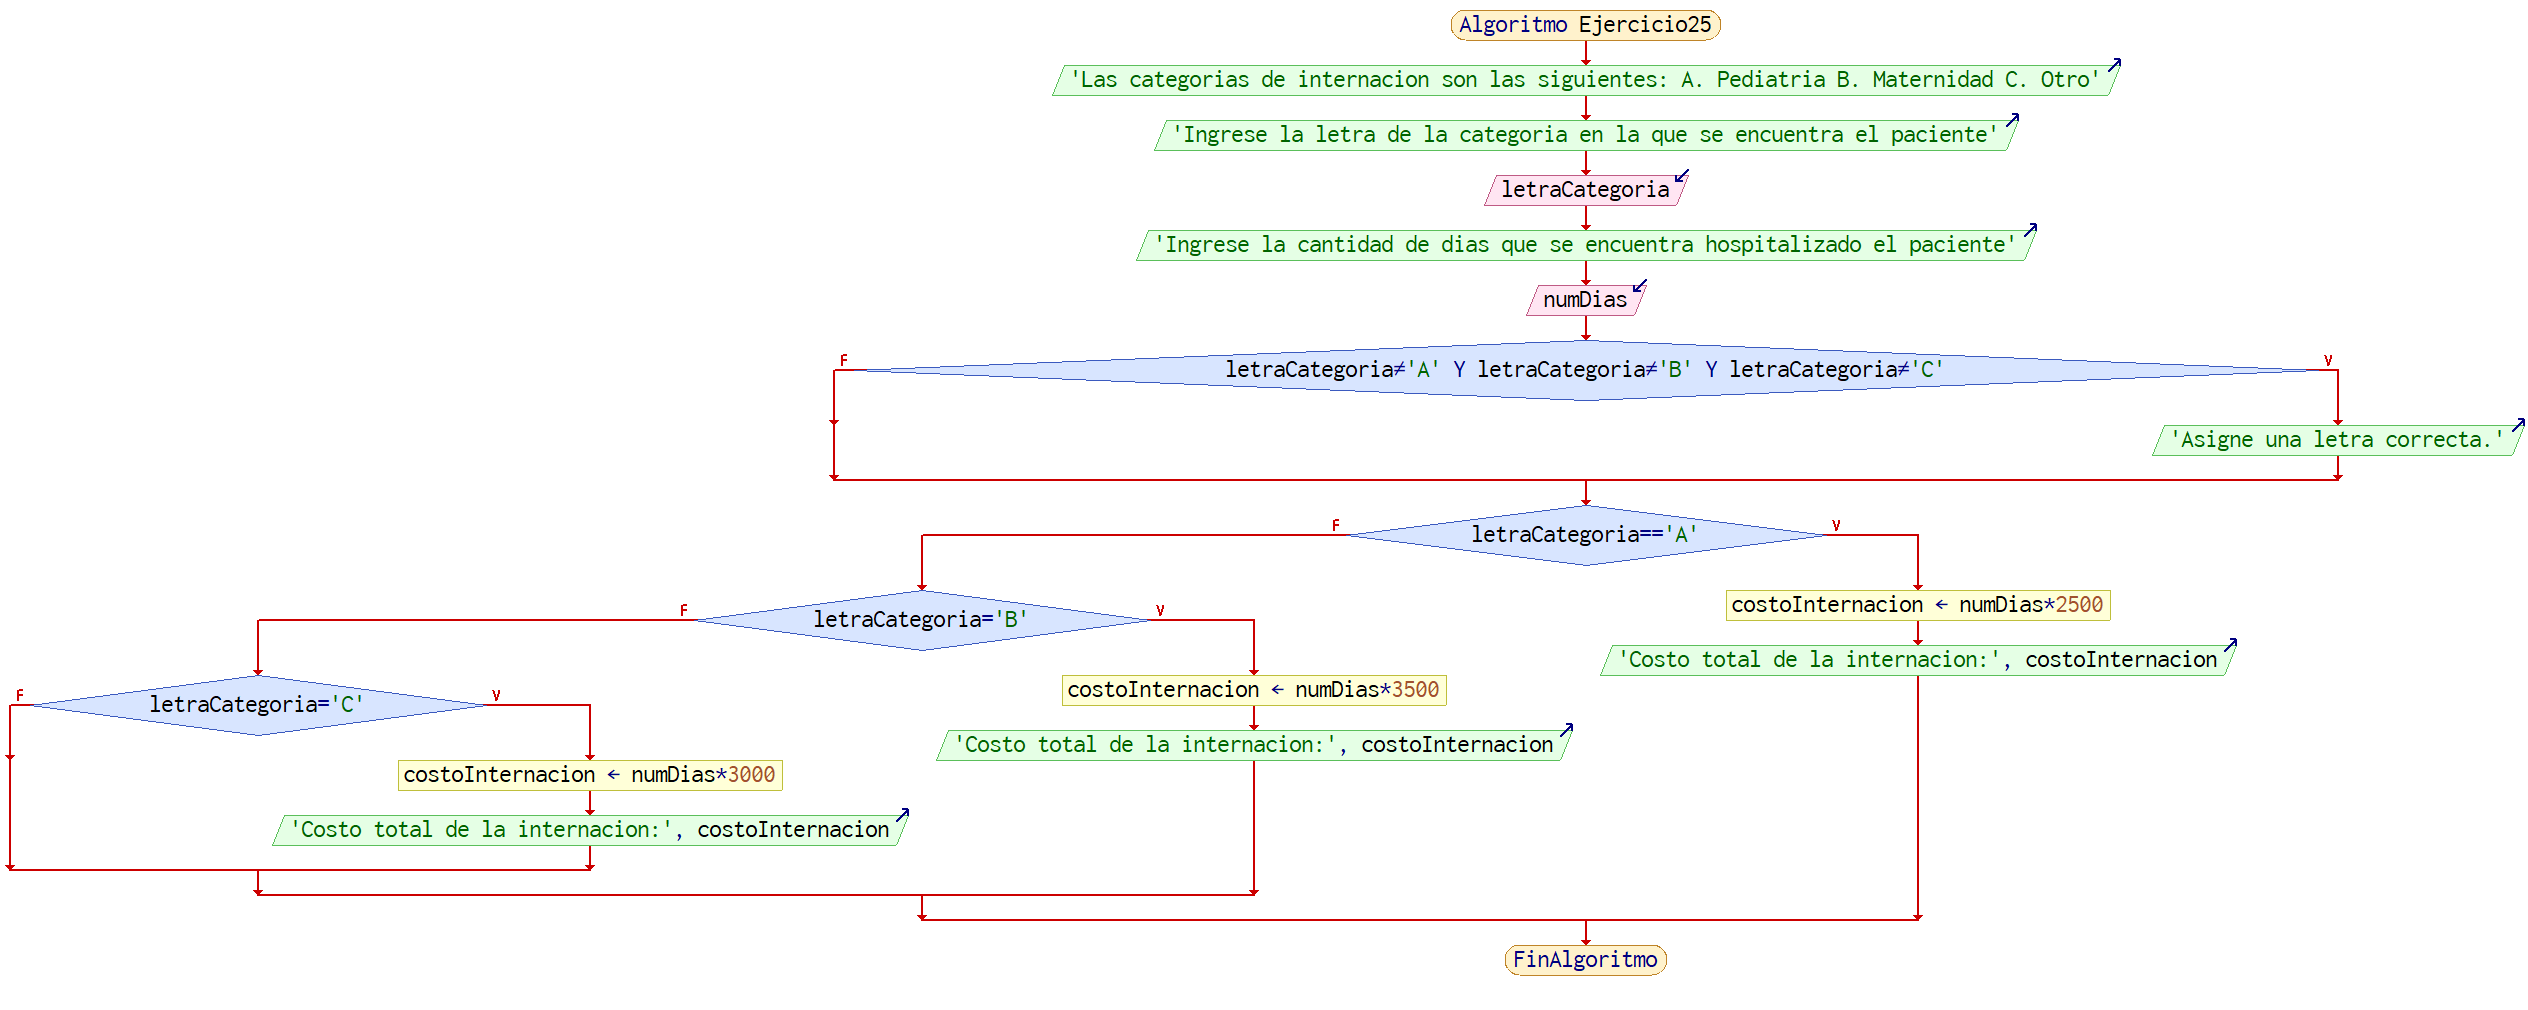 Algoritmo Ejercicio25
'Las categorias de internacion son las siguientes: A. Pediatria B. Maternidad C. Otro'
'Ingrese la letra de la categoria en la que se encuentra el paciente'
letraCategoria
'Ingrese la cantidad de dias que se encuentra hospitalizado el paciente'
numDias
F
letraCategoria≠'A' Y letraCategoria≠'B' Y letraCategoria≠'C'
V
'Asigne una letra correcta.'
F
letraCategoria=='A'
V
costoInternacion ← numDias*2500
'Costo total de la internacion:', costoInternacion
F
letraCategoria='B'
V
costoInternacion ← numDias*3500
'Costo total de la internacion:', costoInternacion
F
letraCategoria='C'
V
costoInternacion ← numDias*3000
'Costo total de la internacion:', costoInternacion
FinAlgoritmo